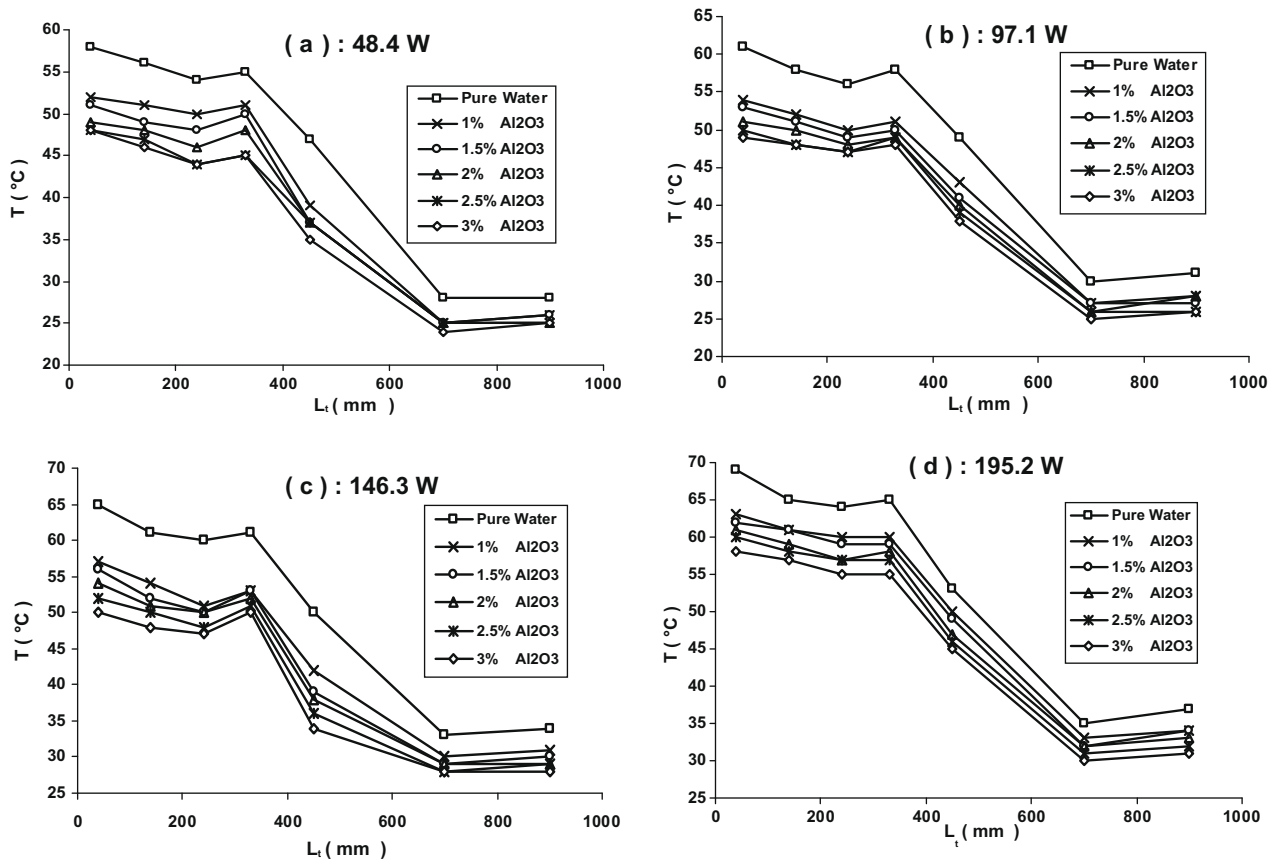 ( a ) : 48.4 W
60
55
50
45
40
35
30
25
20
T ( °C )
Pure Water
1% Al2O3
1.5% Al2O3
2% Al2O3
2.5% Al2O3
3% Al2O3
0 200 400 600 800 1000
Lt ( mm )
( b ) : 97.1 W
65
60
55
50
45
40
35
30
25
20
T ( °C )
Pure Water
1% Al2O3
1.5% Al2O3
2% Al2O3
2.5% Al2O3
3% Al2O3
0 200 400 600 800 1000
Lt ( mm )
( c ) : 146.3 W
70
65
60
55
50
45
40
35
30
25
T ( °C )
Pure Water
1% Al2O3
1.5% Al2O3
2% Al2O3
2.5% Al2O3
3% Al2O3
0 200 400 600 800 1000
Lt ( mm )
( d ) : 195.2 W
70
65
60
55
50
45
40
35
30
25
T ( °C )
Pure Water
1% Al2O3
1.5% Al2O3
2% Al2O3
2.5% Al2O3
3% Al2O3
0 200 400 600 800 1000
Lt ( mm )